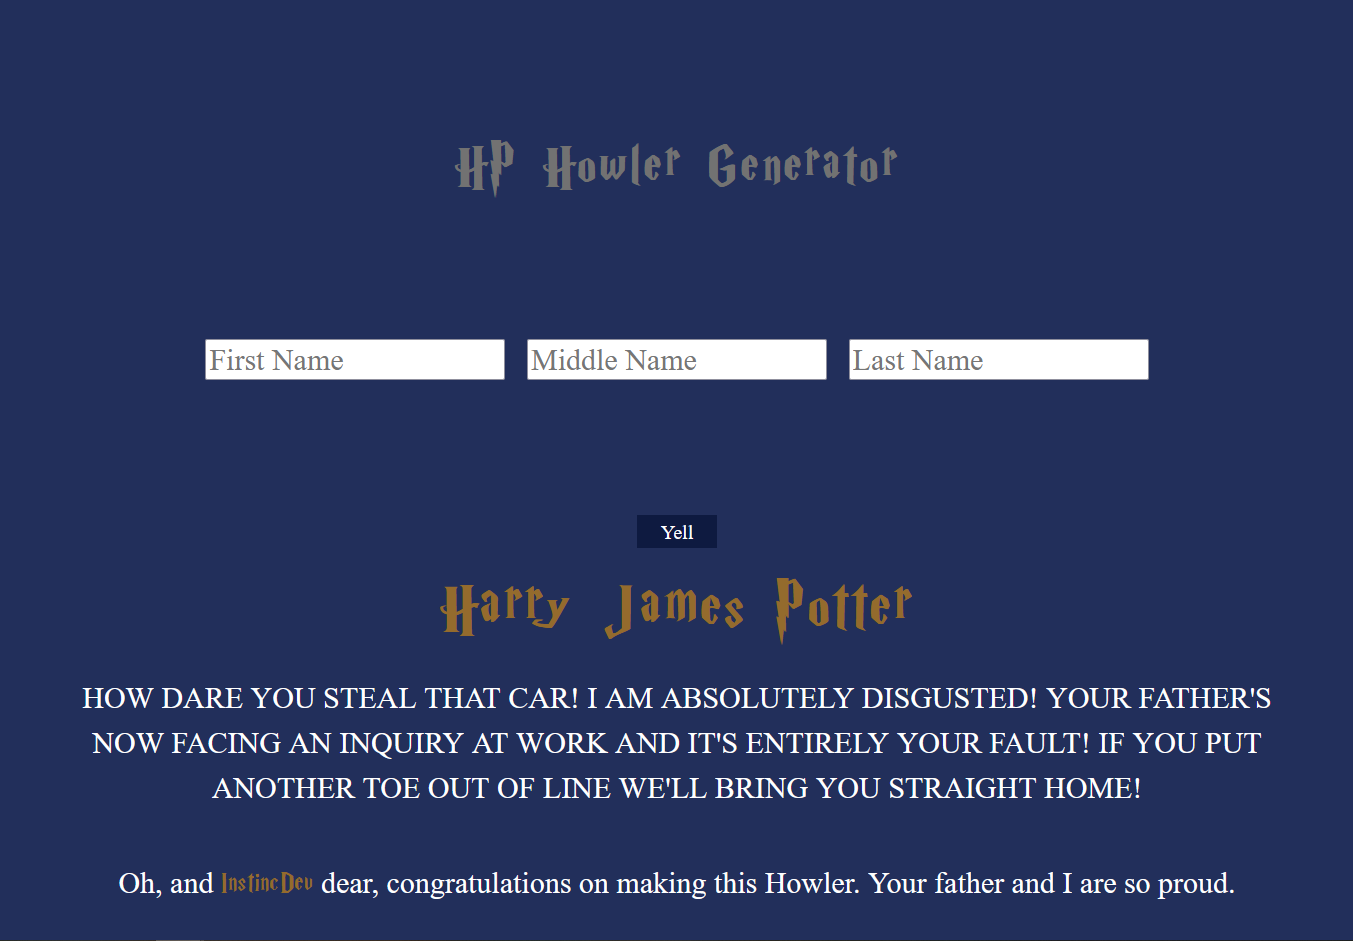 HP Howler Generator
First Name Middle Name Last Name
Yell
Harry James Potter
HOW DARE YOU STEAL THAT CAR! I AM ABSOLUTELY DISGUSTED! YOUR FATHER'S
NOW FACING AN INQUIRY AT WORK AND IT'S ENTIRELY YOUR FAULT! IF YOU PUT
ANOTHER TOE OUT OF LINE WE'LL BRING YOU STRAIGHT HOME!
Oh, and InstincDev dear, congratulations on making this Howler. Your father and I are so proud.